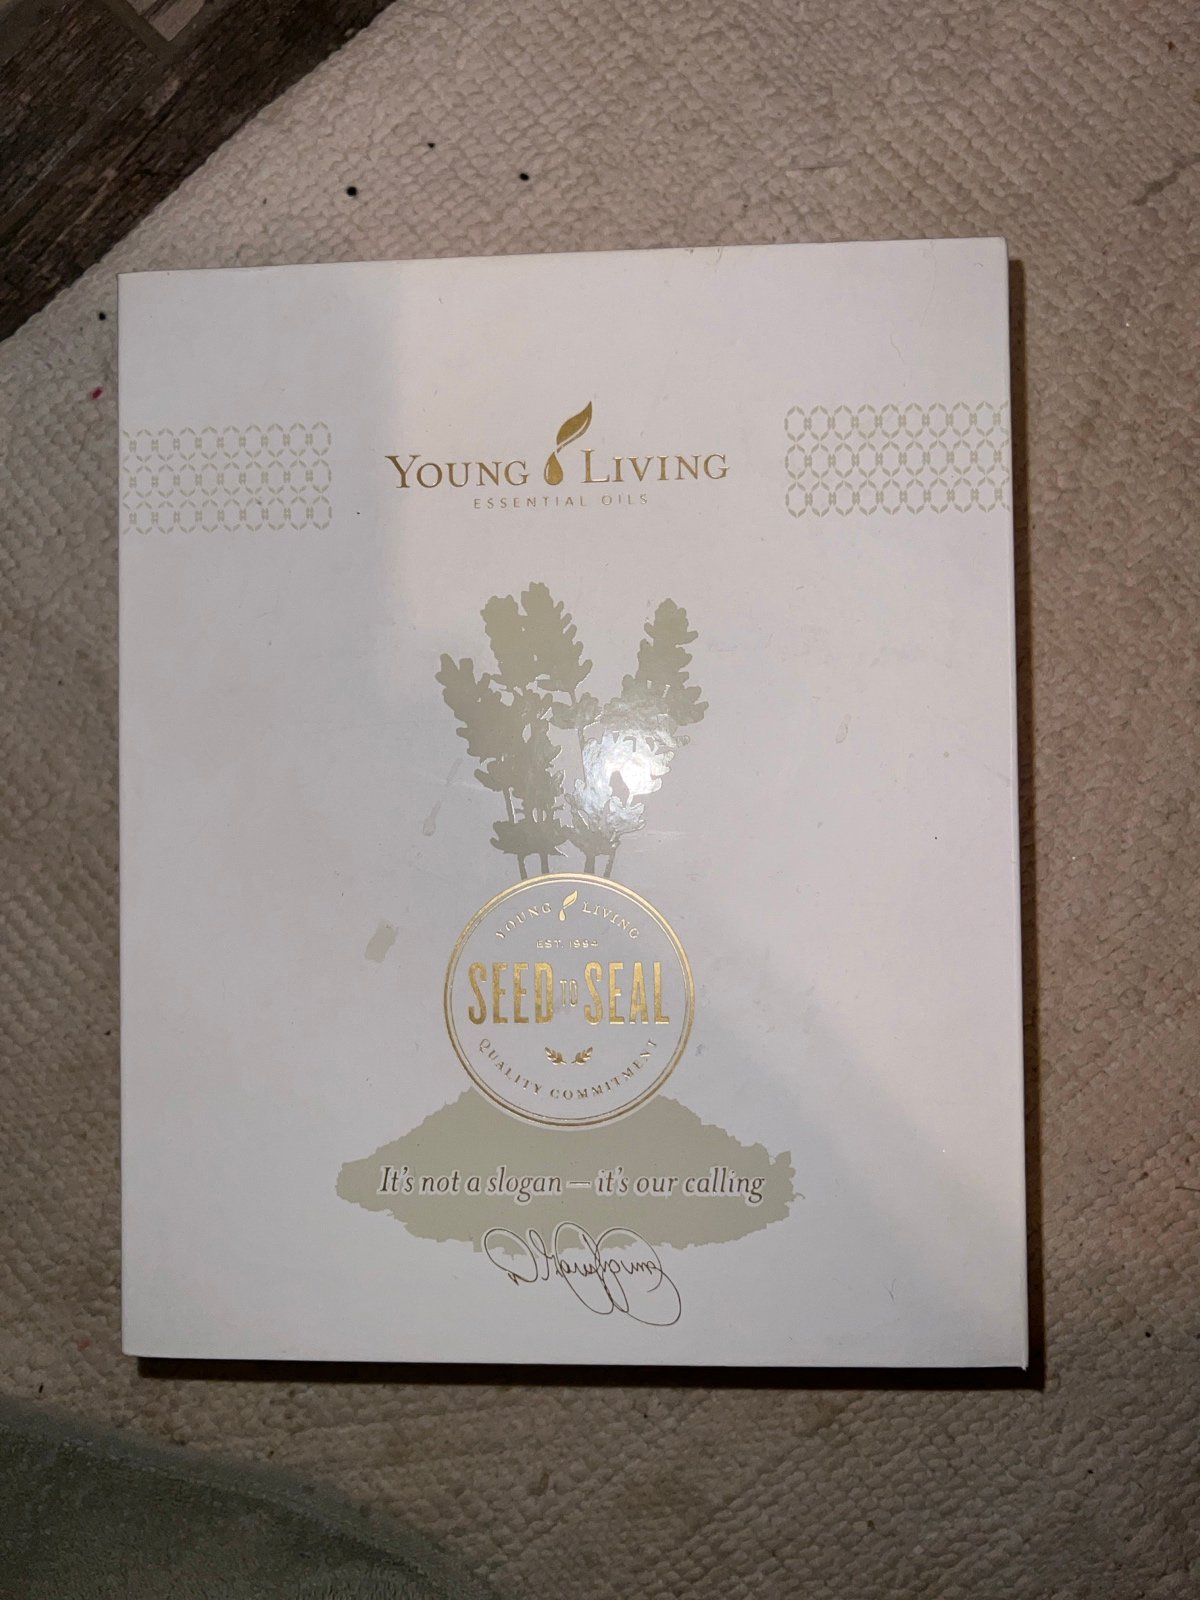 YOUNG LIVING
ESSENTIAL OILS
YOUNG LIVING
EST. 1994
SEED TO SEAL
QUALITY COMMITMENT
It's not a slogan — it's our calling